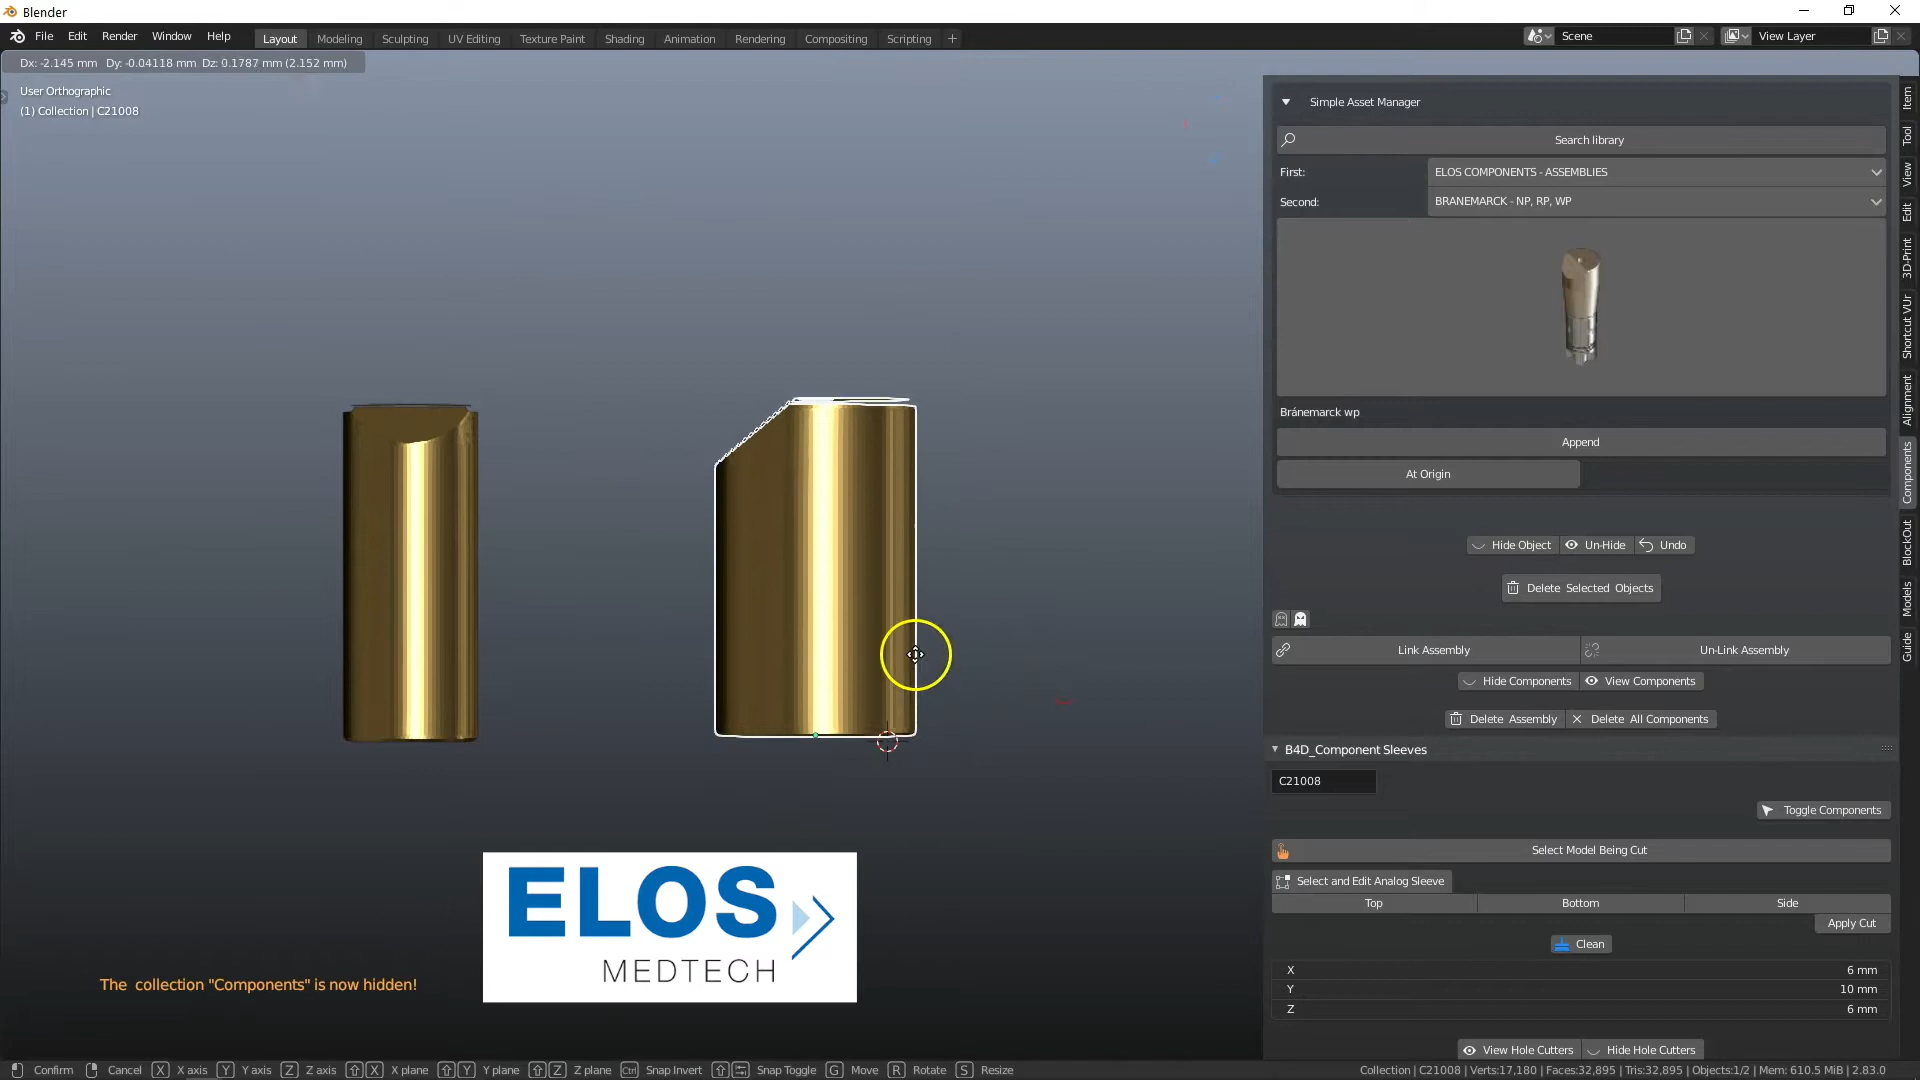 Blender
File Edit Render Window Help Layout Modeling Sculpting UV Editing Texture Paint Shading Animation Rendering Compositing Scripting + Scene View Layer
Dx: -2.145 mm Dy: -0.04118 mm Dz: 0.1787 mm (2.152 mm)
User Orthographic
(1) Collection | C21008
Simple Asset Manager
Search library
First: ELOS COMPONENTS - ASSEMBLIES
Second: BRANEMARCK - NP, RP, WP
Bránemarck wp
Append
At Origin
Hide Object Un-Hide Undo
Delete Selected Objects
Link Assembly Un-Link Assembly
Hide Components View Components
Delete Assembly Delete All Components
B4D_Component Sleeves
C21008
Toggle Components
Select Model Being Cut
Select and Edit Analog Sleeve
Top Bottom Side
Apply Cut
Clean
X 6 mm
Y 10 mm
Z 6 mm
View Hole Cutters Hide Hole Cutters
Item
Tool
View
Edit
3D-Print
Shortcut VUr
Alignment
Components
BlockOut
Models
Guide
ELOS
MEDTECH
The collection "Components" is now hidden!
Confirm Cancel X X axis Y Y axis Z Z axis X X plane Y Y plane Z Z plane Ctrl Snap Invert Snap Toggle G Move R Rotate S Resize Collection | C21008 | Verts:17,180 | Faces:32,895 | Tris:32,895 | Objects:1/2 | Mem: 610.5 MiB | 2.83.0